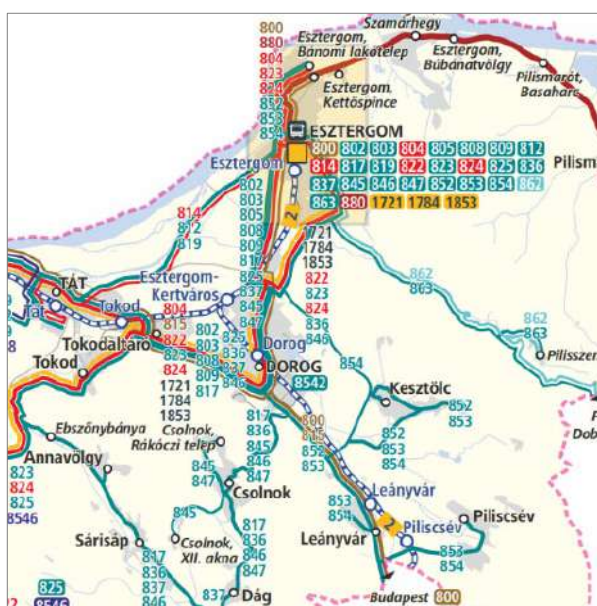 800
880
804
823
824
852
853
854
Esztergom,
Bánomi lakótelep
Szamárhegy
Esztergom,
Búbánatvölgy
Esztergom,
Kettőspince
Pilismarót,
Basaharc
ESZTERGOM
800 802 803 804 805 808 809 812
814 817 819 822 823 824 825 836
837 845 846 847 852 853 854 862
863 880 1721 1784 1853
Pilism
Esztergom
2
802
803
805
808
809
817
825
837
845
847
814
812
819
1721
1784
1853
822
823
824
836
846
862
863
862
863
Pilisszen
Esztergom-
Kertváros
TÁT
Tát
Tokod
Tokodaltáró
Tokod
804
815
822
823
824
1721
1784
1853
802
803
808
809
817
825
836
837
846
Dorog
DOROG
8542
854
Kesztölc
852
853
852
853
854
P
Dob
Ebszőnybánya
Annavölgy
823
824
825
8546
Csolnok,
Rákóczi telep
817
836
845
846
847
800
815
852
853
845
847
Csolnok
845
Csolnok,
XII. akna
853
854
Leányvár
Leányvár
2
Piliscsév
Piliscsév
853
854
Sárisáp
817
836
837
846
817
836
846
847
837
Dág
22
825
8546
Budapest 800